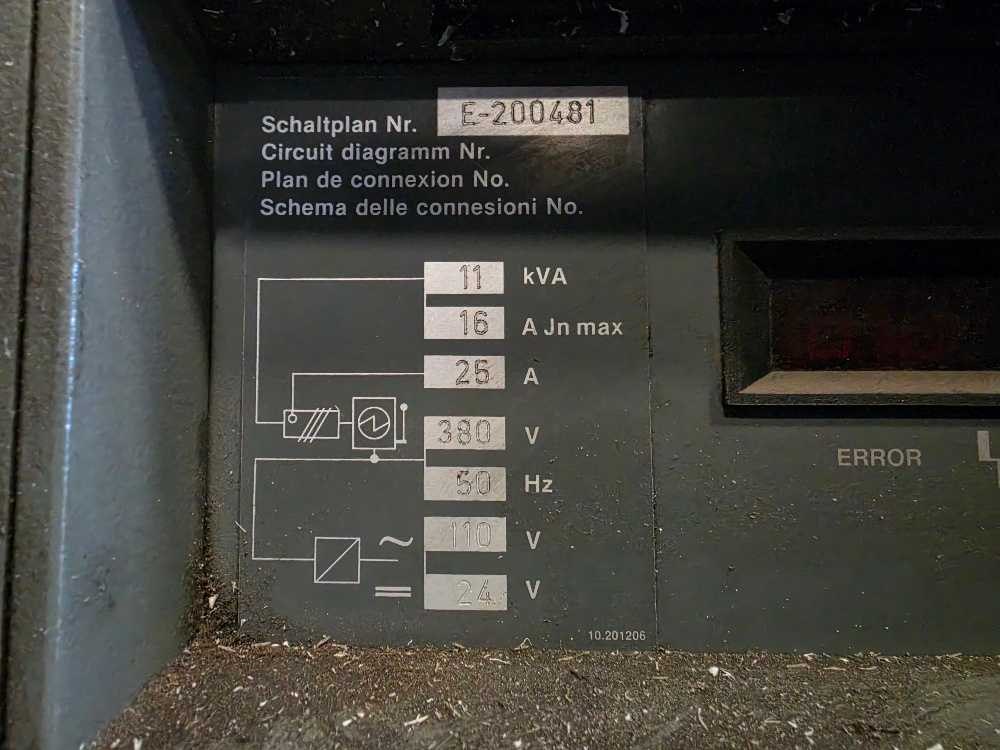 Schaltplan Nr. E-200481
Circuit diagramm Nr.
Plan de connexion No.
Schema delle connesioni No.
11 kVA
16 A Jn max
25 A
380 V
50 Hz
~ 110 V
= 24 V
10.201206
ERROR